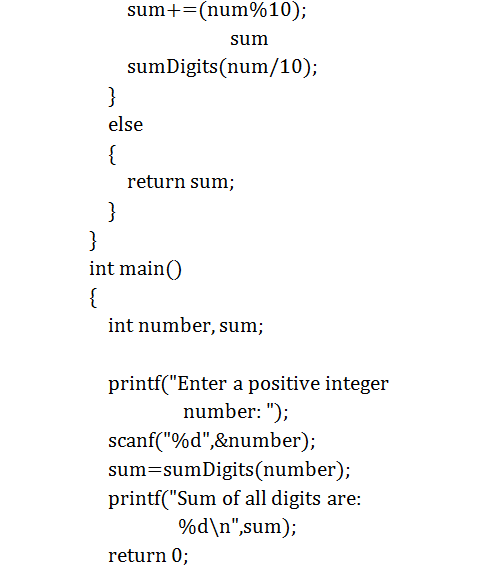 sum+=(num%10);
sum
sumDigits(num/10);
}
else
{
return sum;
}
}
int main()
{
int number, sum;
printf("Enter a positive integer
number: ");
scanf("%d",&number);
sum=sumDigits(number);
printf("Sum of all digits are:
%d\n",sum);
return 0;